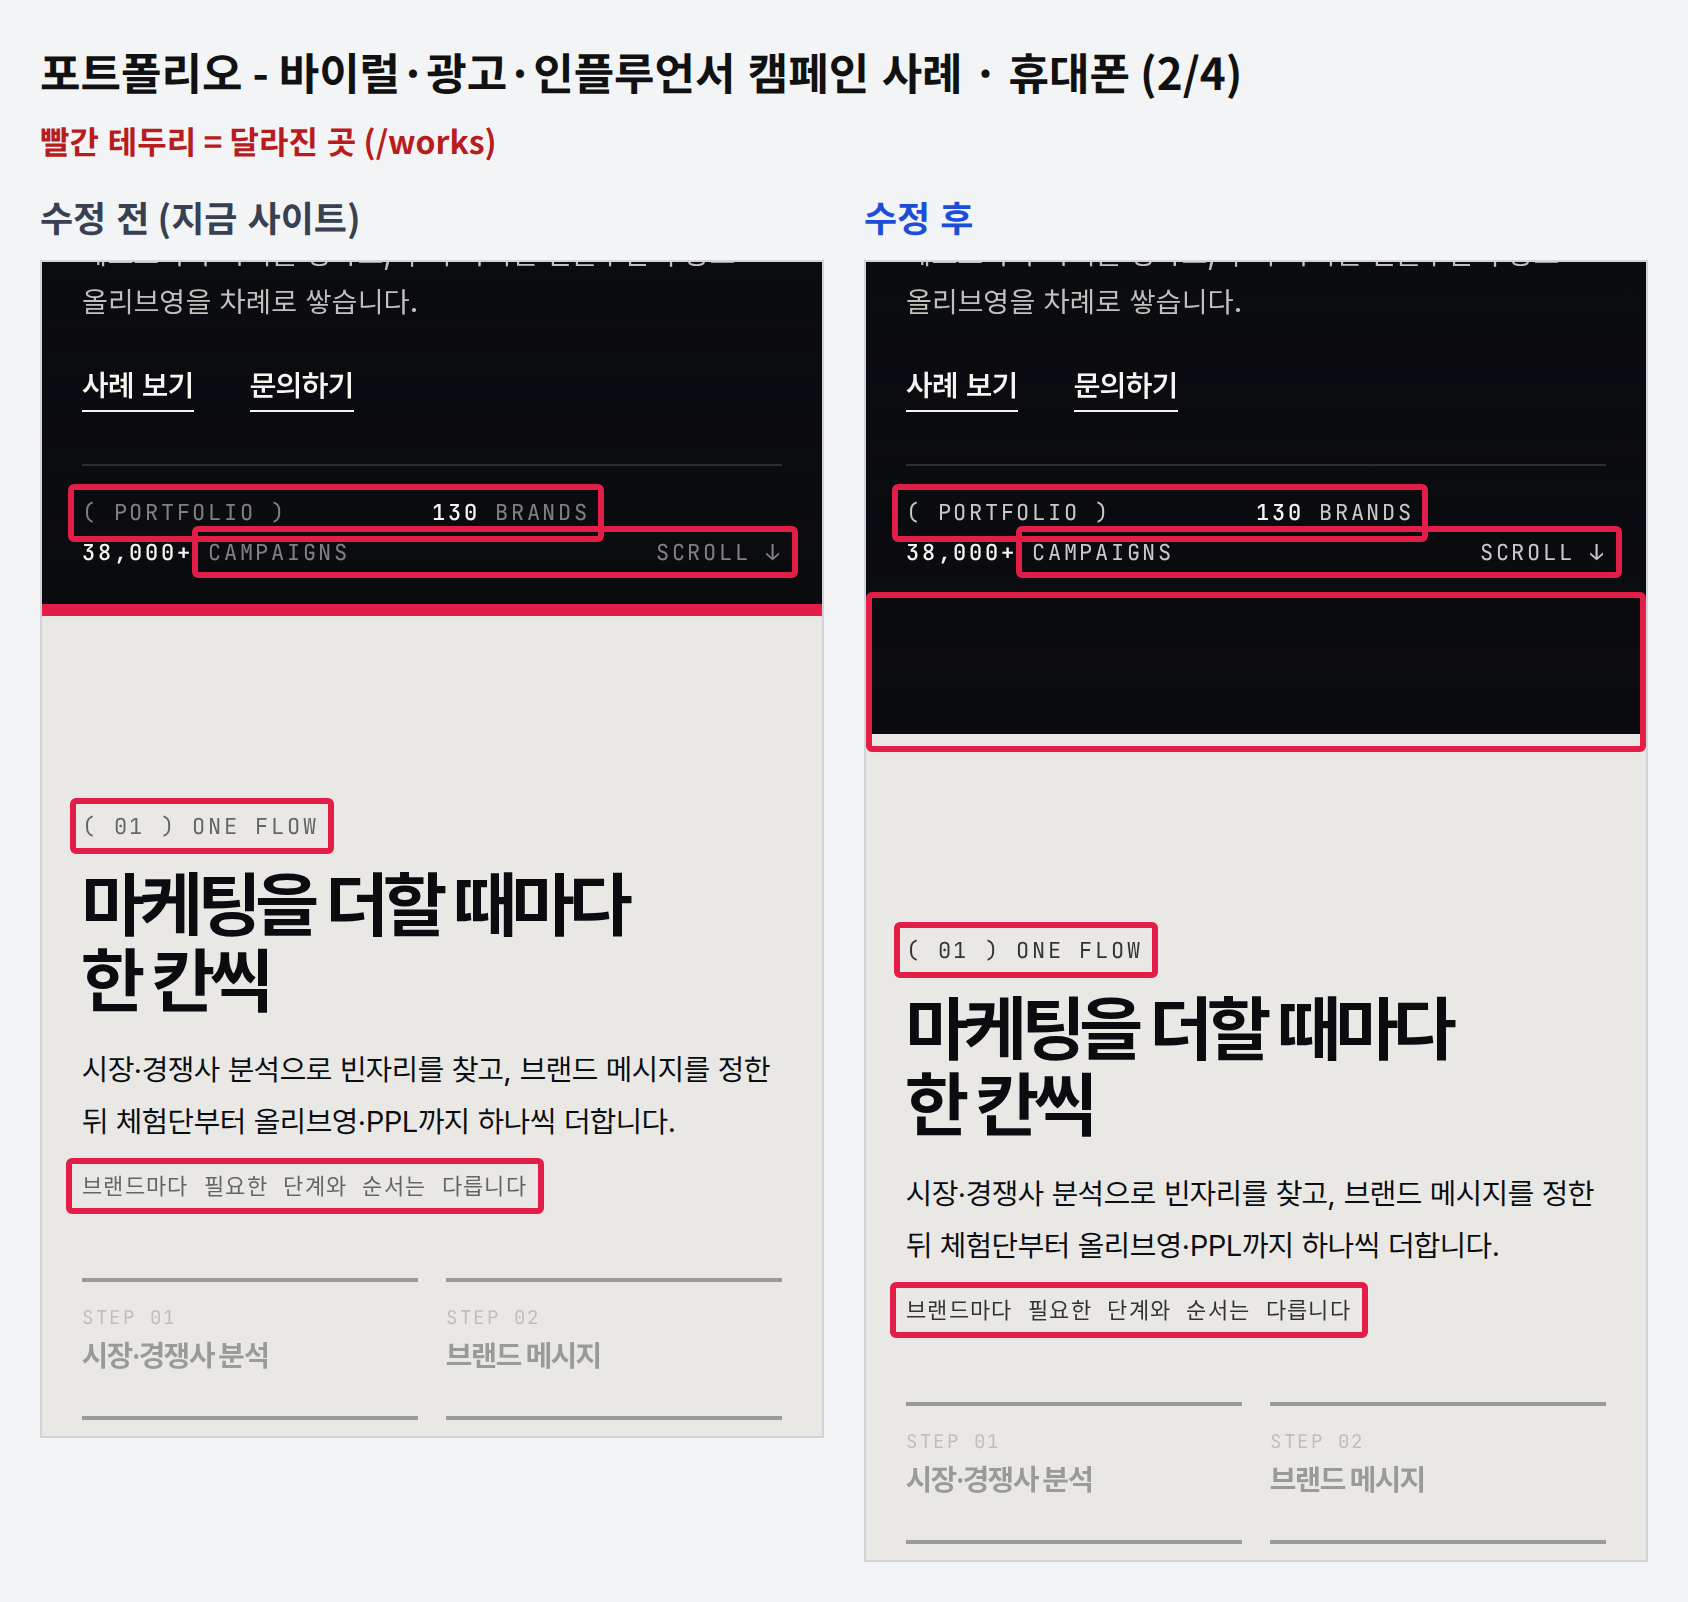 포트폴리오 - 바이럴·광고·인플루언서 캠페인 사례 · 휴대폰 (2/4)
빨간 테두리 = 달라진 곳 (/works)
수정 전 (지금 사이트)
올리브영을 차례로 쌓습니다.
사례 보기 문의하기
( PORTFOLIO ) 130 BRANDS
38,000+ CAMPAIGNS SCROLL ↓
( 01 ) ONE FLOW
마케팅을 더할 때마다
한 칸씩
시장·경쟁사 분석으로 빈자리를 찾고, 브랜드 메시지를 정한
뒤 체험단부터 올리브영·PPL까지 하나씩 더합니다.
브랜드마다 필요한 단계와 순서는 다릅니다
STEP 01 STEP 02
시장·경쟁사 분석 브랜드 메시지
수정 후
올리브영을 차례로 쌓습니다.
사례 보기 문의하기
( PORTFOLIO ) 130 BRANDS
38,000+ CAMPAIGNS SCROLL ↓
( 01 ) ONE FLOW
마케팅을 더할 때마다
한 칸씩
시장·경쟁사 분석으로 빈자리를 찾고, 브랜드 메시지를 정한
뒤 체험단부터 올리브영·PPL까지 하나씩 더합니다.
브랜드마다 필요한 단계와 순서는 다릅니다
STEP 01 STEP 02
시장·경쟁사 분석 브랜드 메시지